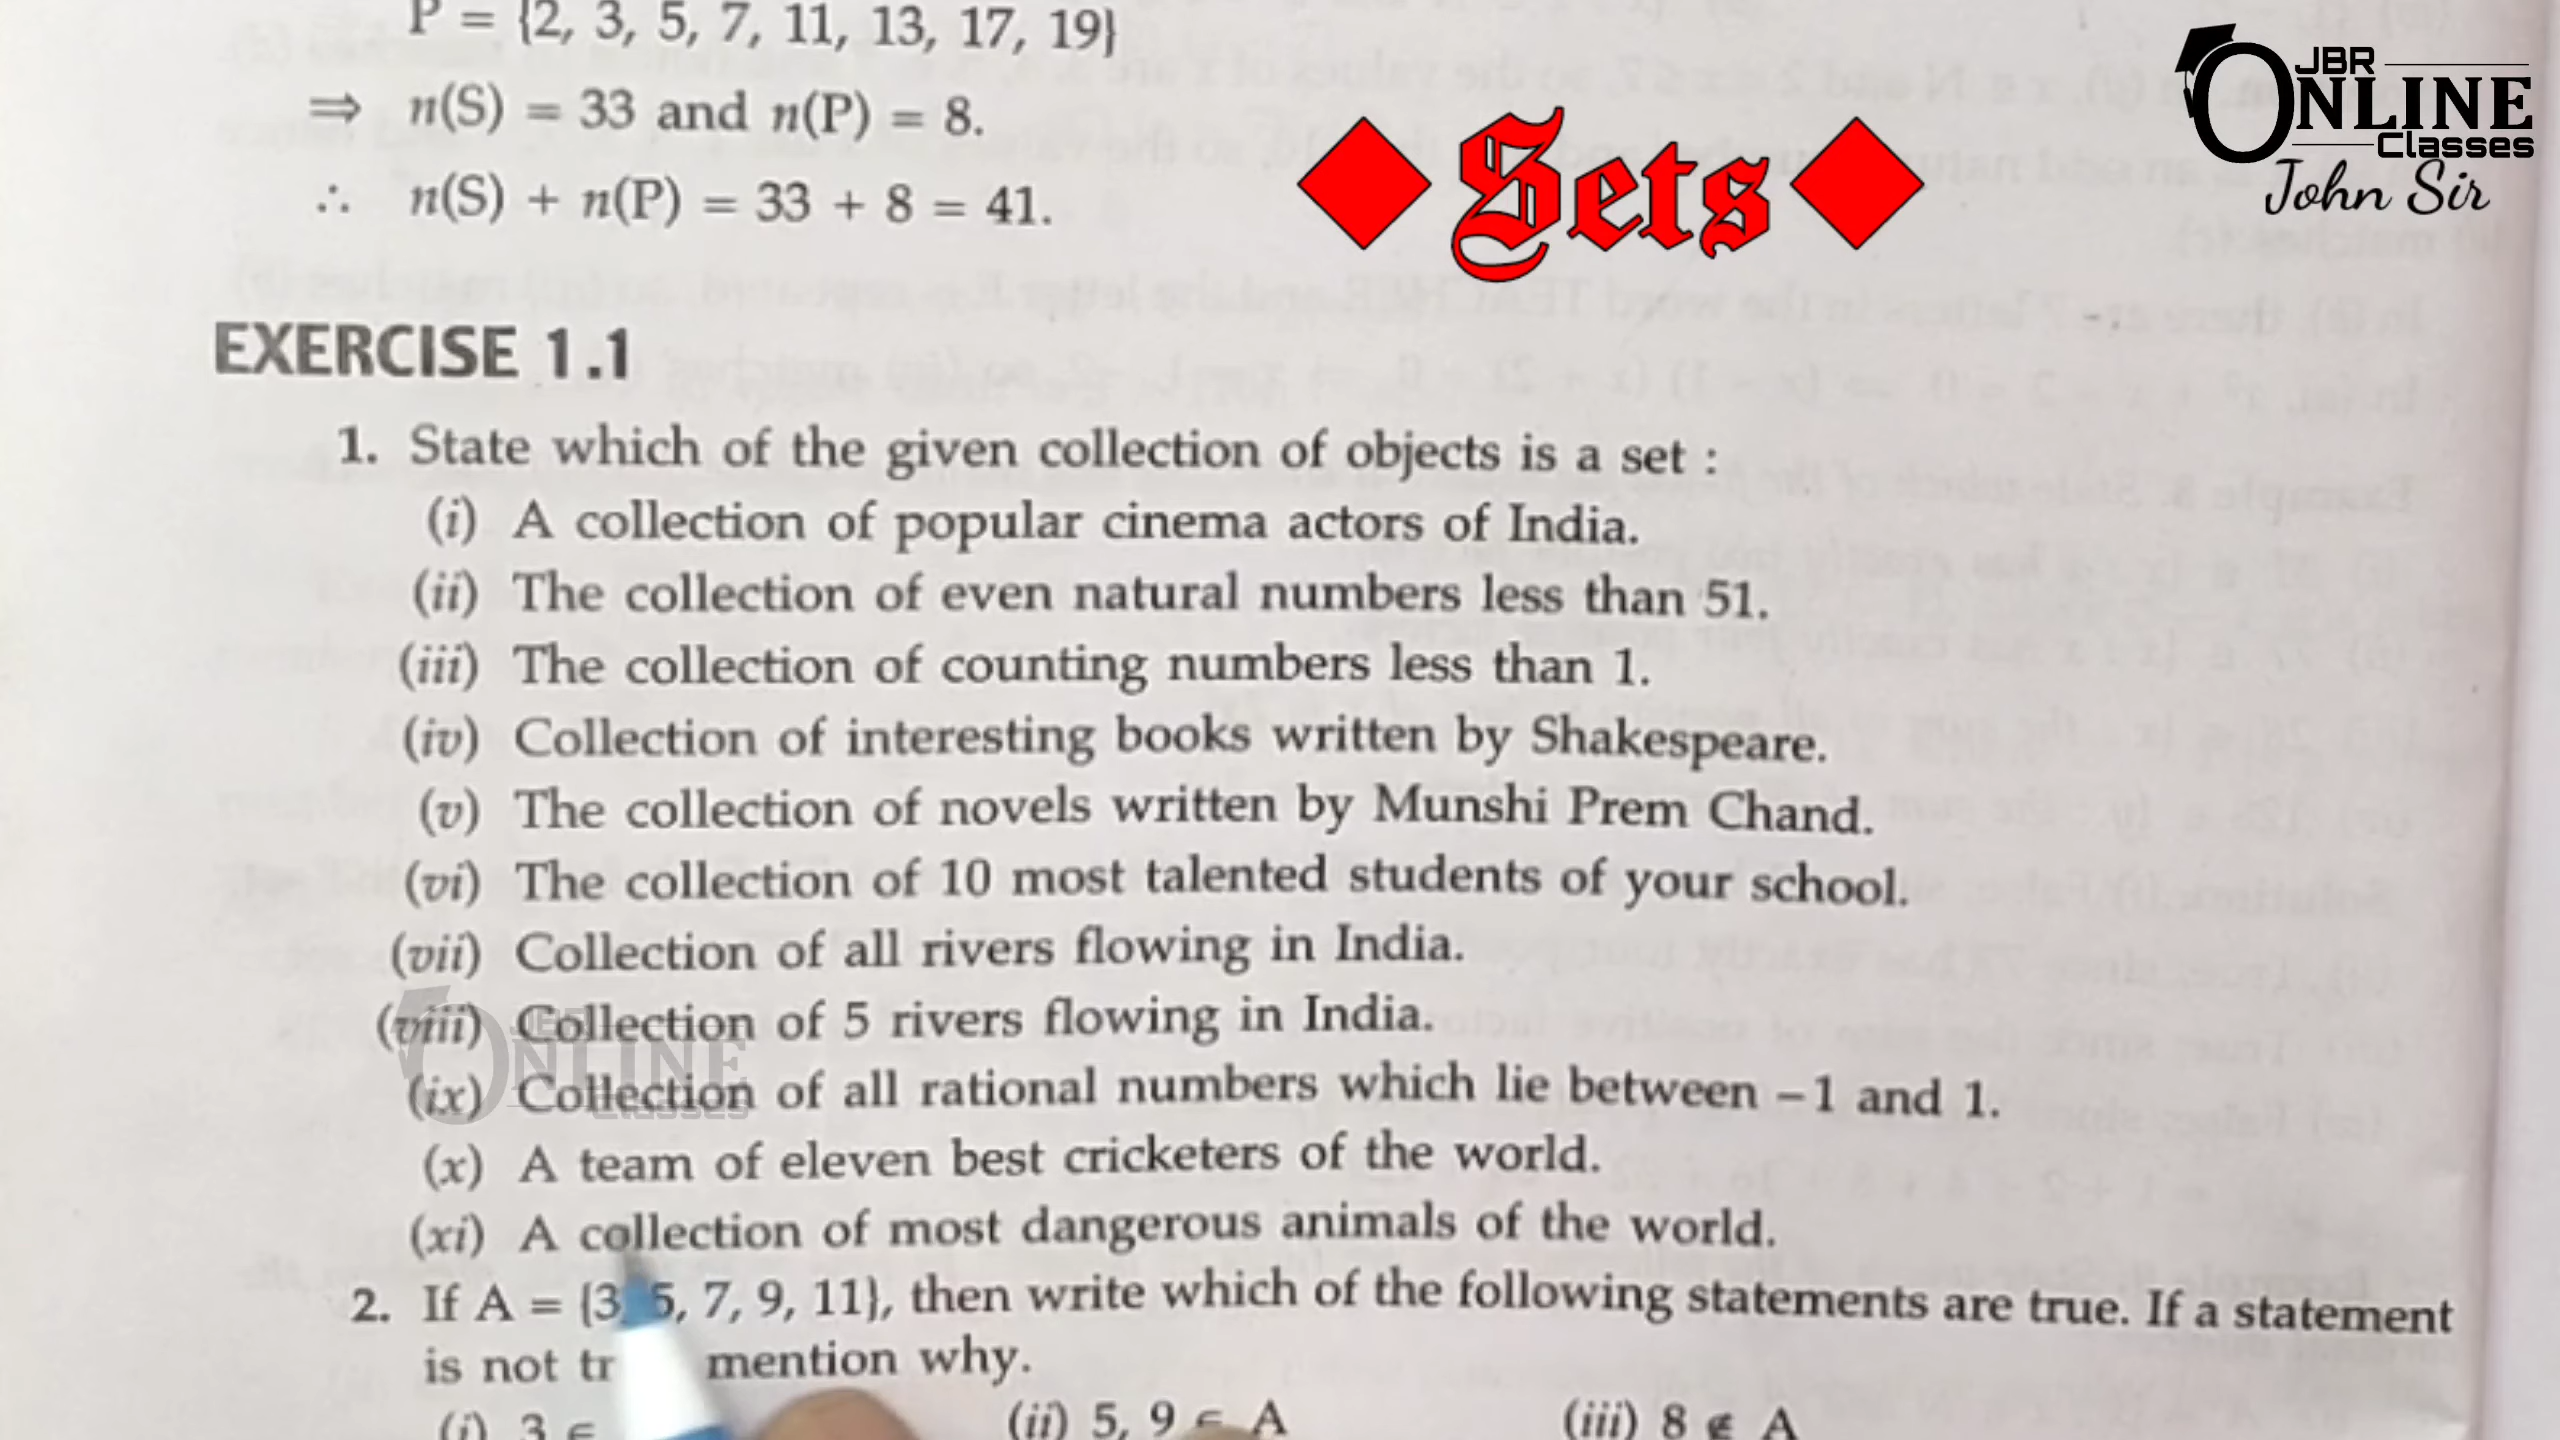 P = {2, 3, 5, 7, 11, 13, 17, 19}
⇒ n(S) = 33 and n(P) = 8.
∴ n(S) + n(P) = 33 + 8 = 41.
Sets
JBR
ONLINE
Classes
John Sir
EXERCISE 1.1
1. State which of the given collection of objects is a set :
(i) A collection of popular cinema actors of India.
(ii) The collection of even natural numbers less than 51.
(iii) The collection of counting numbers less than 1.
(iv) Collection of interesting books written by Shakespeare.
(v) The collection of novels written by Munshi Prem Chand.
(vi) The collection of 10 most talented students of your school.
(vii) Collection of all rivers flowing in India.
(viii) Collection of 5 rivers flowing in India.
(ix) Collection of all rational numbers which lie between –1 and 1.
(x) A team of eleven best cricketers of the world.
(xi) A collection of most dangerous animals of the world.
2. If A = {3, 5, 7, 9, 11}, then write which of the following statements are true. If a statement
is not mention why.
(i) 3 ∈ (ii) 5, 9 ∈ A (iii) 8 ∉ A
JBR
ONLINE
Classes